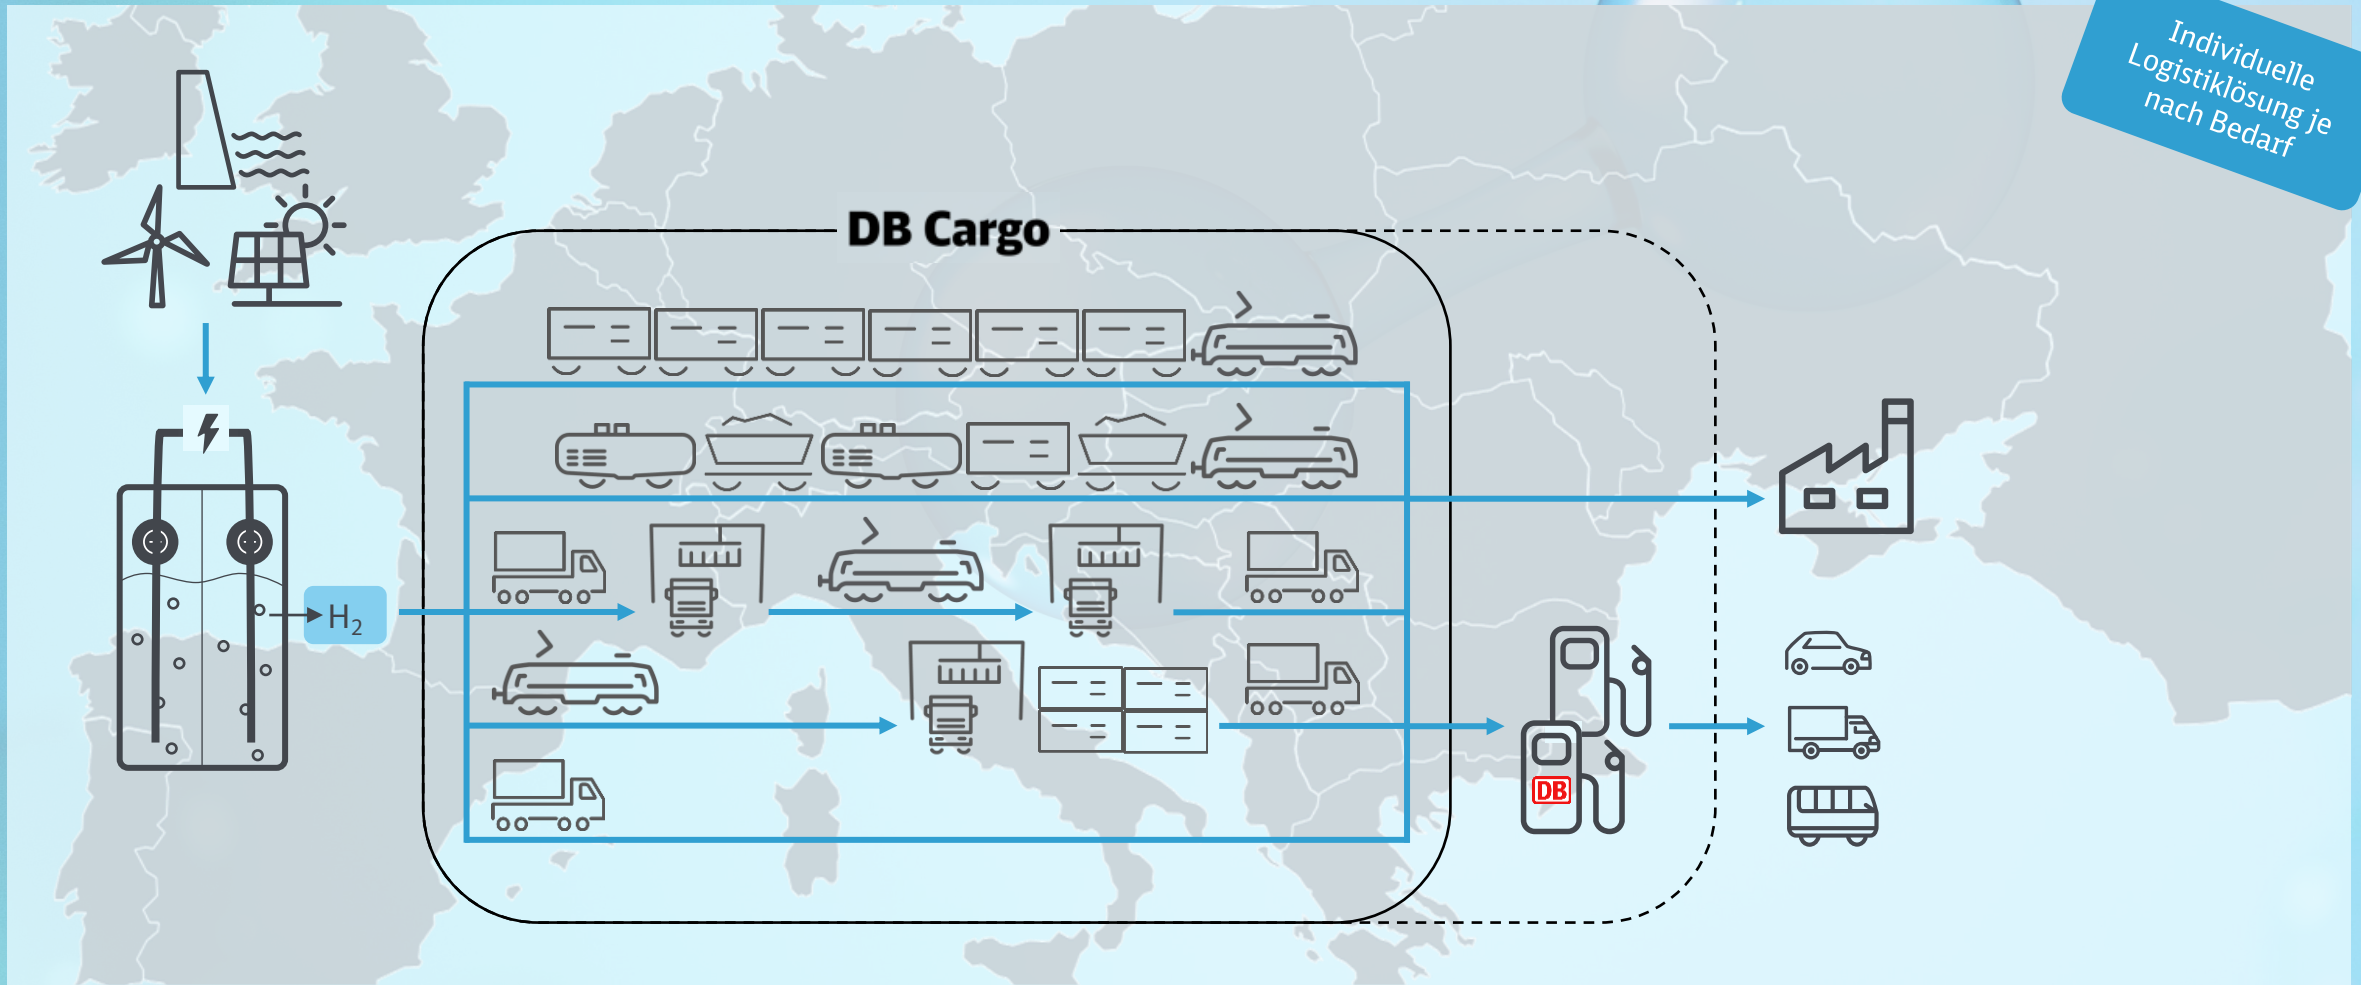 Individuelle
Logistiklösung je
nach Bedarf
DB Cargo
H₂
DB